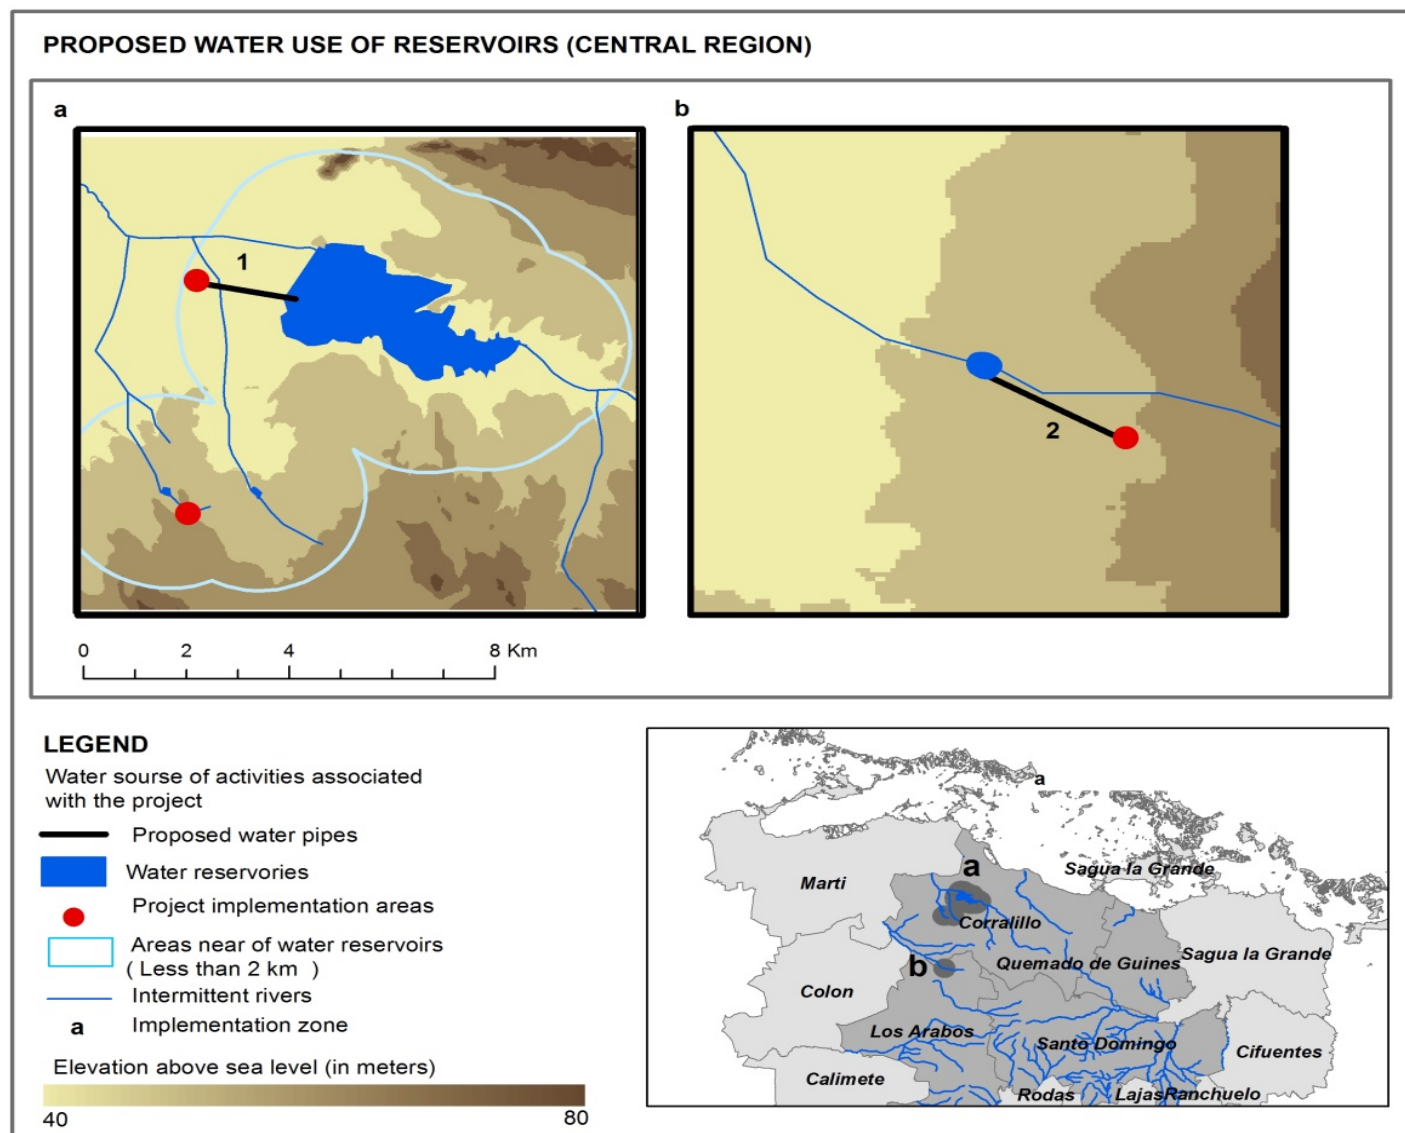 PROPOSED WATER USE OF RESERVOIRS (CENTRAL REGION)
a
b
1
2
0 2 4 8 Km
LEGEND
Water sourse of activities associated
with the project
Proposed water pipes
Water reservories
Project implementation areas
Areas near of water reservoirs
( Less than 2 km )
Intermittent rivers
a Implementation zone
Elevation above sea level (in meters)
40 80
a
a
Sagua la Grande
Marti
Corralillo
Sagua la Grande
Quemado de Guines
b
Colon
Los Arabos
Santo Domingo
Cifuentes
Calimete
Rodas
Lajas
Ranchuelo